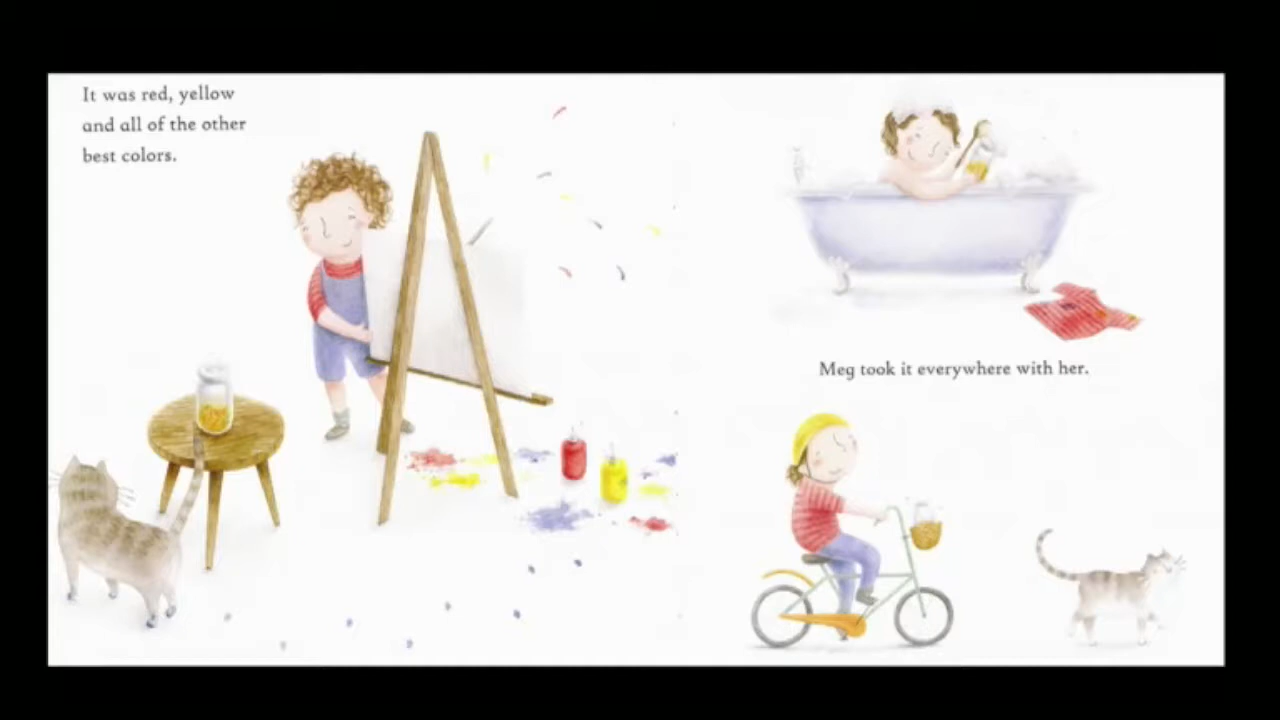 It was red, yellow
and all of the other
best colors.
Meg took it everywhere with her.